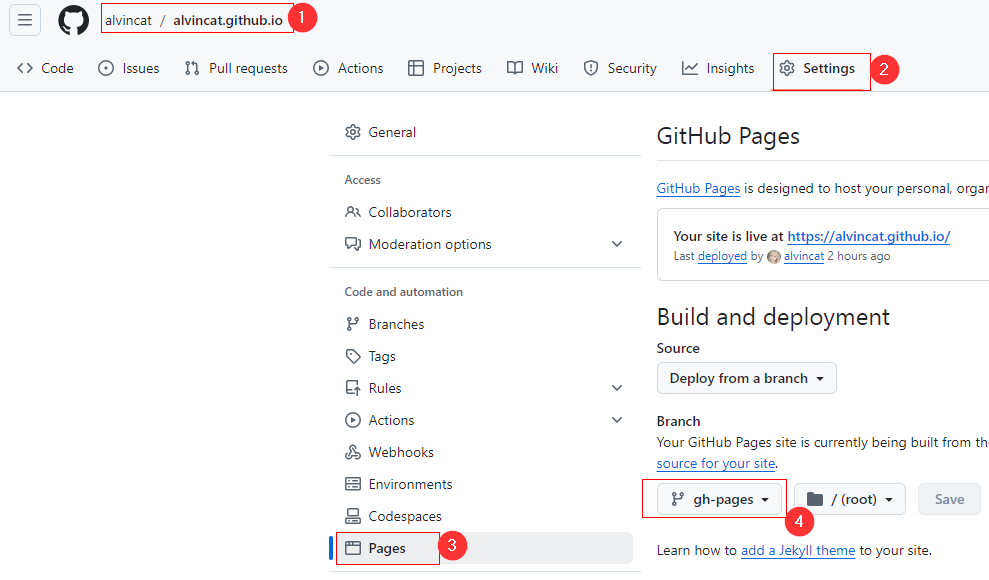 alvincat / alvincat.github.io 1
Code Issues Pull requests Actions Projects Wiki Security Insights Settings 2
General
Access
Collaborators
Moderation options
Code and automation
Branches
Tags
Rules
Actions
Webhooks
Environments
Codespaces
Pages 3
GitHub Pages
GitHub Pages is designed to host your personal, orga
Your site is live at https://alvincat.github.io/
Last deployed by alvincat 2 hours ago
Build and deployment
Source
Deploy from a branch
Branch
Your GitHub Pages site is currently being built from the
source for your site.
gh-pages / (root) Save
4
Learn how to add a Jekyll theme to your site.